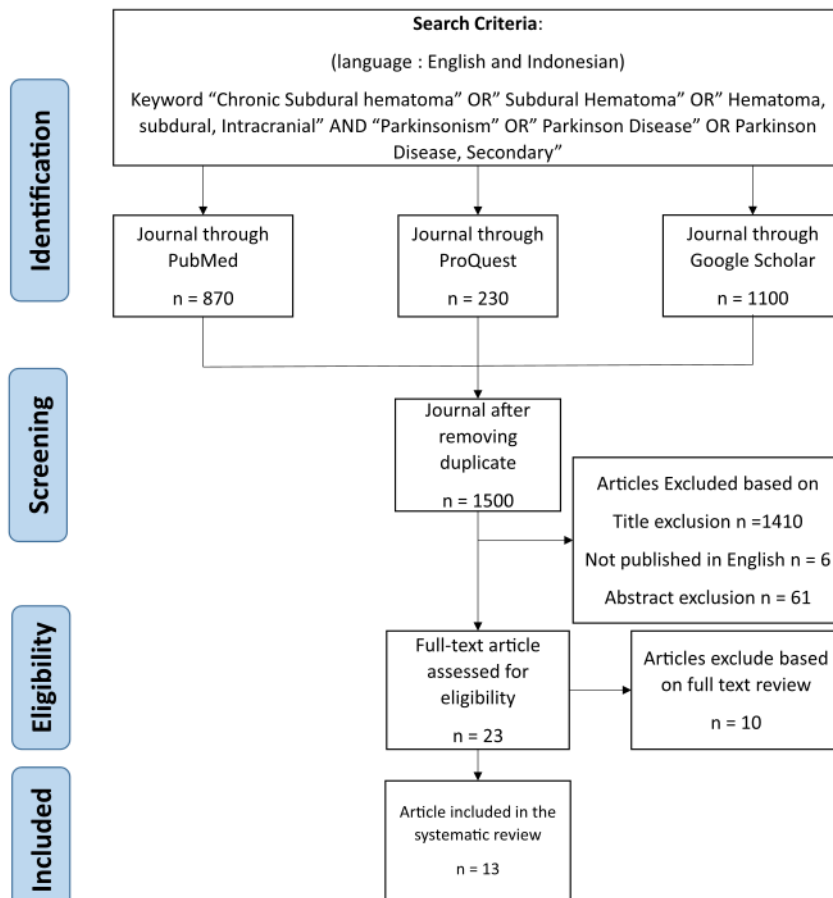 Search Criteria:
(language : English and Indonesian)
Keyword “Chronic Subdural hematoma” OR” Subdural Hematoma” OR” Hematoma,
subdural, Intracranial” AND “Parkinsonism” OR” Parkinson Disease” OR Parkinson
Disease, Secondary”
Identification
Journal through
PubMed
n = 870
Journal through
ProQuest
n = 230
Journal through
Google Scholar
n = 1100
Screening
Journal after
removing
duplicate
n = 1500
Articles Excluded based on
Title exclusion n =1410
Not published in English n = 6
Abstract exclusion n = 61
Eligibility
Full-text article
assessed for
eligibility
n = 23
Articles exclude based
on full text review
n = 10
Included
Article included in the
systematic review
n = 13